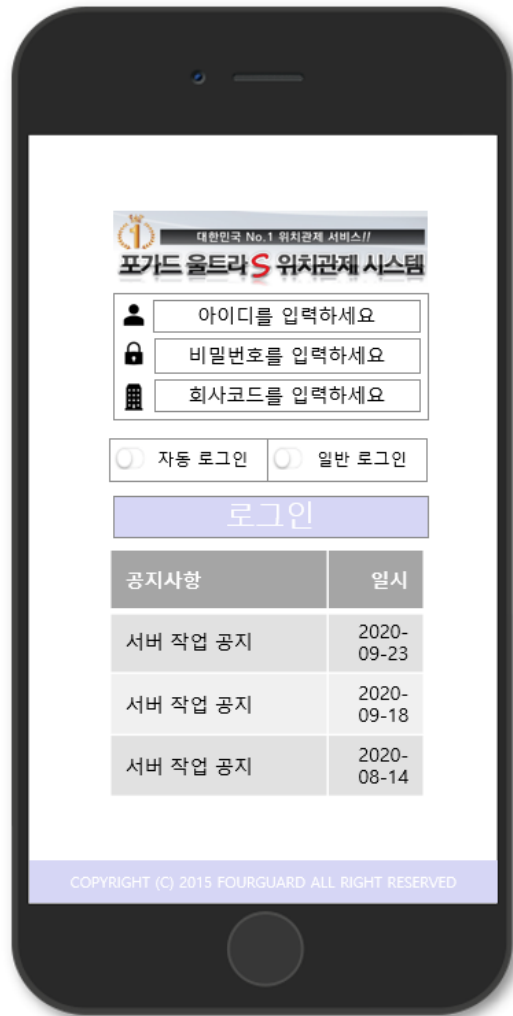 1
대한민국 No.1 위치관제 서비스!!
포가드 울트라 S 위치관제 시스템
아이디를 입력하세요
비밀번호를 입력하세요
회사코드를 입력하세요
자동 로그인 일반 로그인
로그인
공지사항 일시
서버 작업 공지 2020-
09-23
서버 작업 공지 2020-
09-18
서버 작업 공지 2020-
08-14
COPYRIGHT (C) 2015 FOURGUARD ALL RIGHT RESERVED